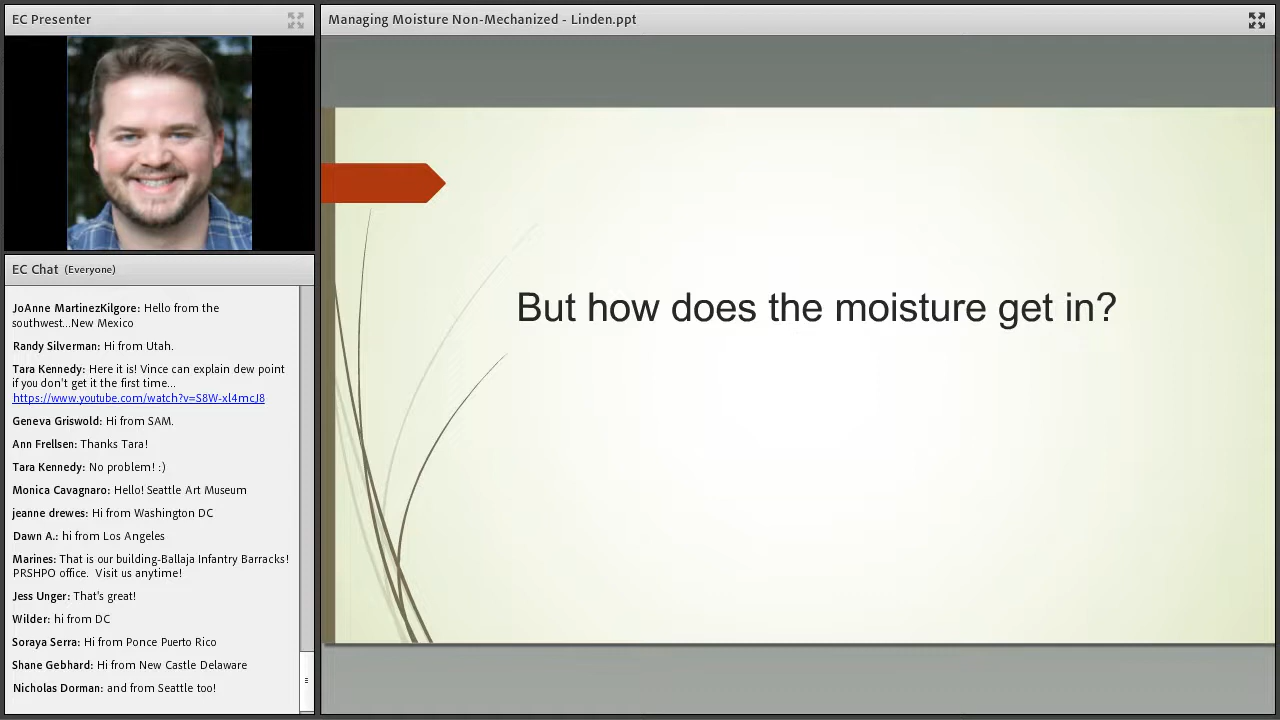 EC Presenter
Managing Moisture Non-Mechanized - Linden.ppt
But how does the moisture get in?
EC Chat (Everyone)
JoAnne MartinezKilgore: Hello from the
southwest...New Mexico
Randy Silverman: Hi from Utah.
Tara Kennedy: Here it is! Vince can explain dew point
if you don't get it the first time...
https://www.youtube.com/watch?v=S8W-xl4mcJ8
Geneva Griswold: Hi from SAM.
Ann Frellsen: Thanks Tara!
Tara Kennedy: No problem! :)
Monica Cavagnaro: Hello! Seattle Art Museum
jeanne drewes: Hi from Washington DC
Dawn A.: hi from Los Angeles
Marines: That is our building-Ballaja Infantry Barracks!
PRSHPO office. Visit us anytime!
Jess Unger: That's great!
Wilder: hi from DC
Soraya Serra: Hi from Ponce Puerto Rico
Shane Gebhard: Hi from New Castle Delaware
Nicholas Dorman: and from Seattle too!